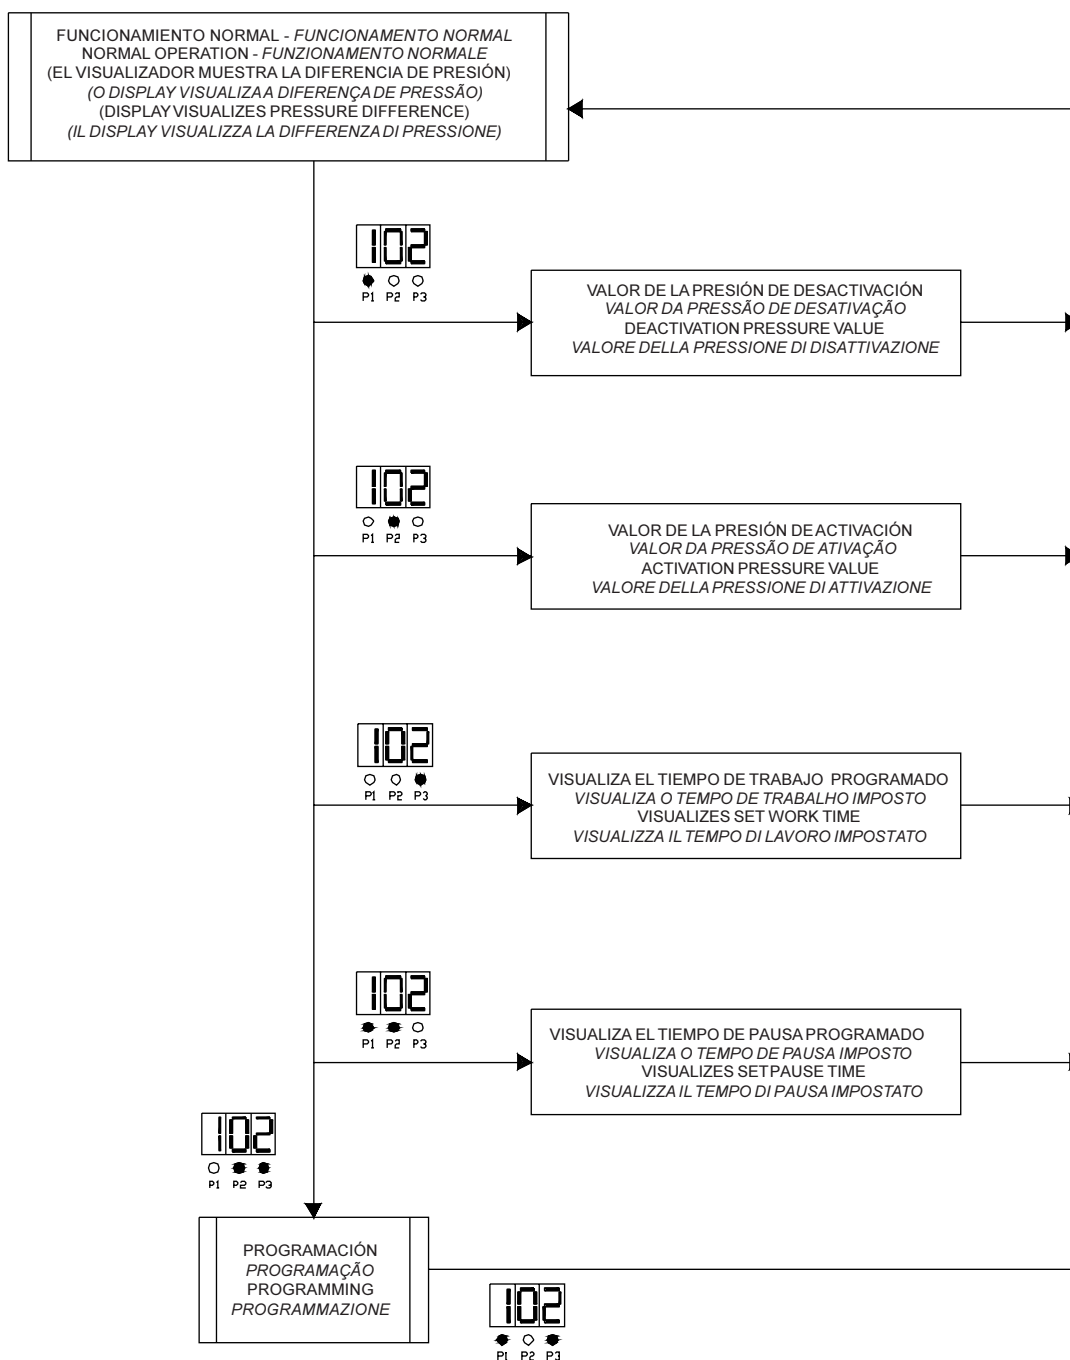 FUNCIONAMIENTO NORMAL - FUNCIONAMENTO NORMAL
NORMAL OPERATION - FUNZIONAMENTO NORMALE
(EL VISUALIZADOR MUESTRA LA DIFERENCIA DE PRESIÓN)
(O DISPLAY VISUALIZA A DIFERENÇA DE PRESSÃO)
(DISPLAY VISUALIZES PRESSURE DIFFERENCE)
(IL DISPLAY VISUALIZZA LA DIFFERENZA DI PRESSIONE)
102
P1 P2 P3
VALOR DE LA PRESIÓN DE DESACTIVACIÓN
VALOR DA PRESSÃO DE DESATIVAÇÃO
DEACTIVATION PRESSURE VALUE
VALORE DELLA PRESSIONE DI DISATTIVAZIONE
102
P1 P2 P3
VALOR DE LA PRESIÓN DE ACTIVACIÓN
VALOR DA PRESSÃO DE ATIVAÇÃO
ACTIVATION PRESSURE VALUE
VALORE DELLA PRESSIONE DI ATTIVAZIONE
102
P1 P2 P3
VISUALIZA EL TIEMPO DE TRABAJO PROGRAMADO
VISUALIZA O TEMPO DE TRABALHO IMPOSTO
VISUALIZES SET WORK TIME
VISUALIZZA IL TEMPO DI LAVORO IMPOSTATO
102
P1 P2 P3
VISUALIZA EL TIEMPO DE PAUSA PROGRAMADO
VISUALIZA O TEMPO DE PAUSA IMPOSTO
VISUALIZES SET PAUSE TIME
VISUALIZZA IL TEMPO DI PAUSA IMPOSTATO
102
P1 P2 P3
PROGRAMACIÓN
PROGRAMAÇÃO
PROGRAMMING
PROGRAMMAZIONE
102
P1 P2 P3